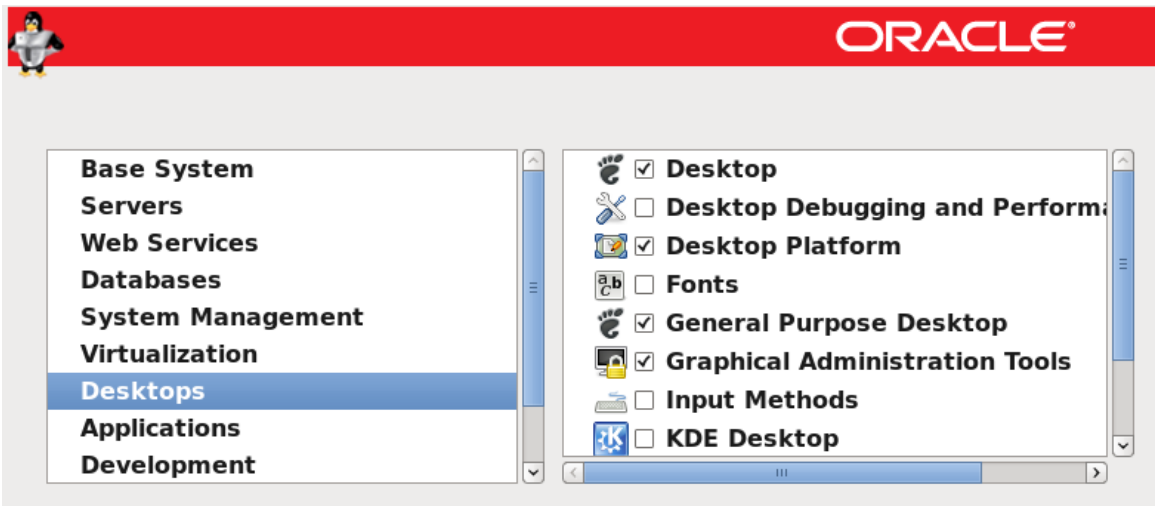 ORACLE®
Base System
Servers
Web Services
Databases
System Management
Virtualization
Desktops
Applications
Development
Desktop
Desktop Debugging and Performa
Desktop Platform
Fonts
General Purpose Desktop
Graphical Administration Tools
Input Methods
KDE Desktop